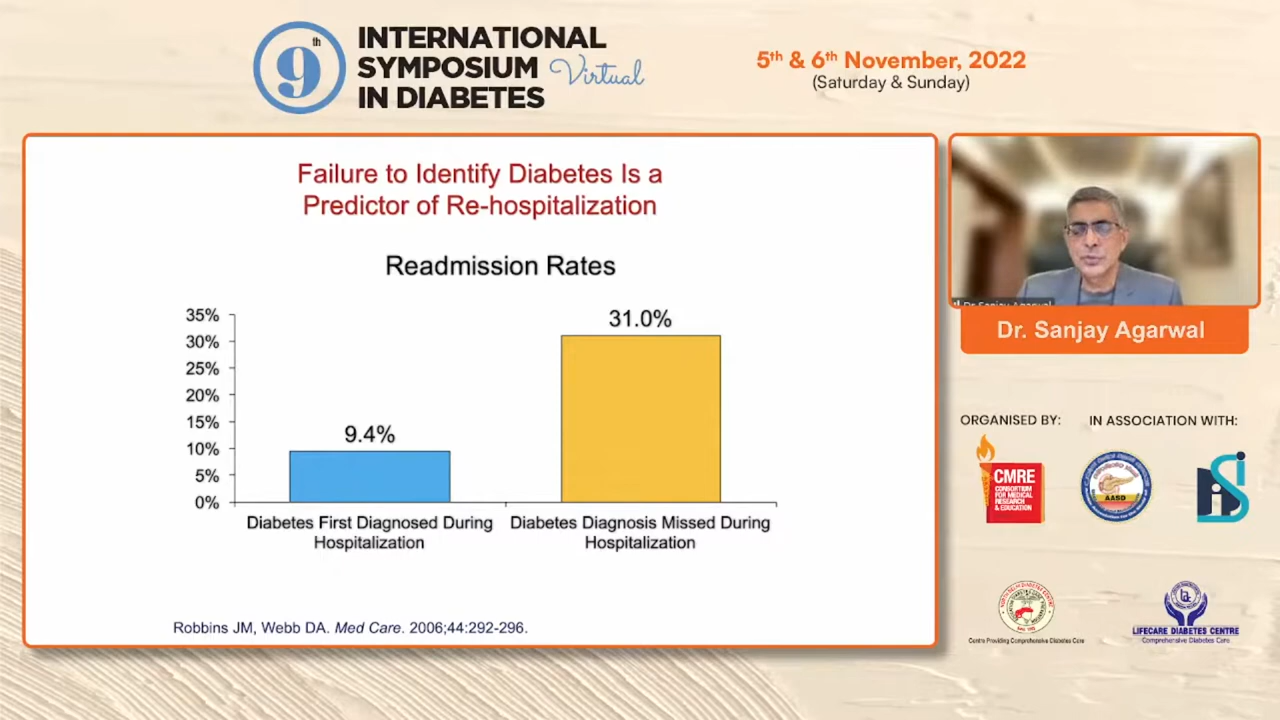 9th
INTERNATIONAL
SYMPOSIUM Virtual
IN DIABETES
5th & 6th November, 2022
(Saturday & Sunday)
Failure to Identify Diabetes Is a
Predictor of Re-hospitalization
Readmission Rates
35%
30%
25%
20%
15%
10%
5%
0%
9.4%
31.0%
Diabetes First Diagnosed During
Hospitalization
Diabetes Diagnosis Missed During
Hospitalization
Robbins JM, Webb DA. Med Care. 2006;44:292-296.
Dr Sanjay Agarwal
Dr. Sanjay Agarwal
ORGANISED BY:
IN ASSOCIATION WITH:
CMRE
CONSORTIUM
FOR MEDICAL
RESEARCH
& EDUCATION
AASD
Centre Providing Comprehensive Diabetes Care
LIFECARE DIABETES CENTRE
Comprehensive Diabetes Care